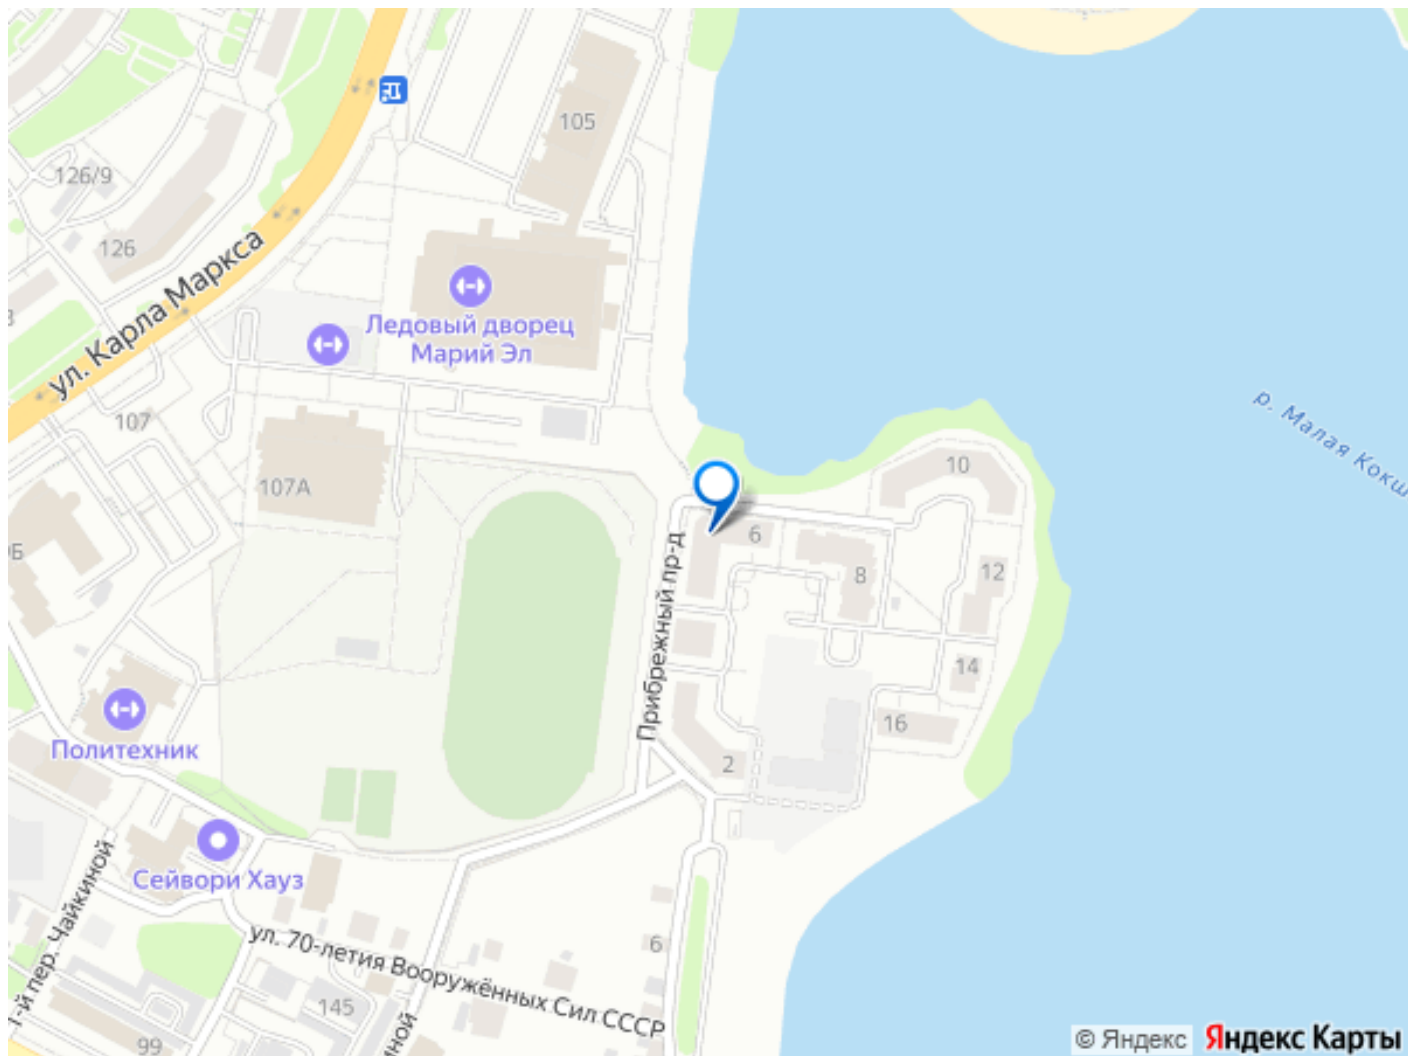 105
126/9
126
ул. Карла Маркса
Ледовый дворец
Марий Эл
107
107А
р. Малая Кокш
10
6
8
12
14
16
2
Прибрежный пр-д
Политехник
Сейвори Хауз
1-й пер. Чайкиной
ул. 70-летия Вооружённых Сил СССР
6
145
99
иной
© Яндекс Яндекс Карты